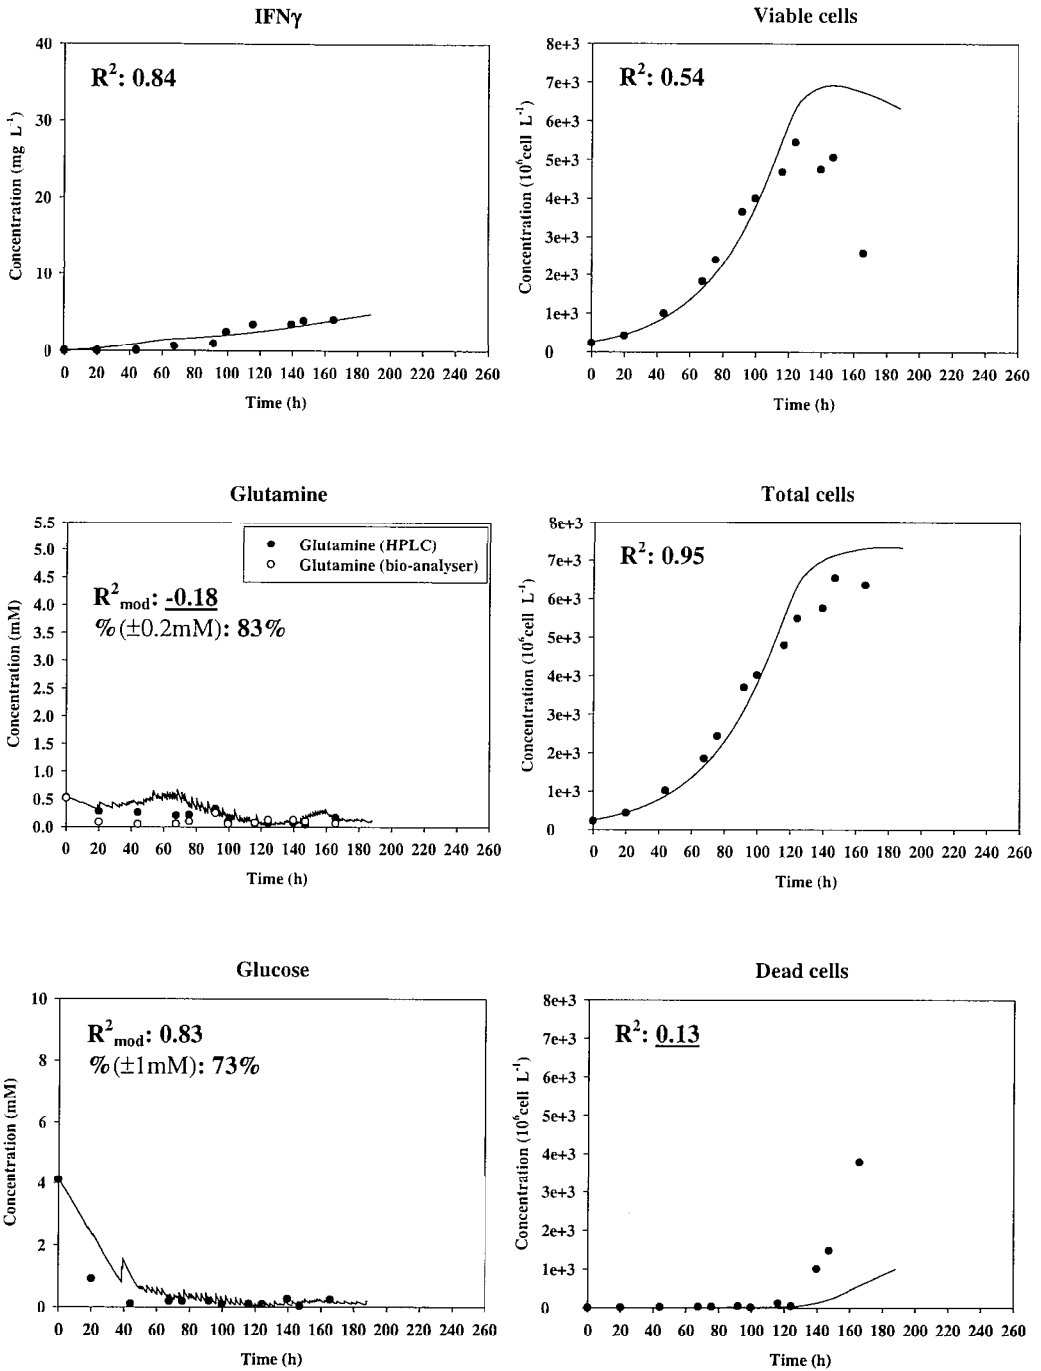 IFNγ
40
30
20
10
0
Concentration (mg L⁻¹)
R²: 0.84
0 20 40 60 80 100 120 140 160 180 200 220 240 260
Time (h)
Viable cells
8e+3
7e+3
6e+3
5e+3
4e+3
3e+3
2e+3
1e+3
0
Concentration (10⁶cell L⁻¹)
R²: 0.54
0 20 40 60 80 100 120 140 160 180 200 220 240 260
Time (h)
Glutamine
5.5
5.0
4.5
4.0
3.5
3.0
2.5
2.0
1.5
1.0
0.5
0.0
Concentration (mM)
Glutamine (HPLC)
Glutamine (bio-analyser)
R²mod: -0.18
%(±0.2mM): 83%
0 20 40 60 80 100 120 140 160 180 200 220 240 260
Time (h)
Total cells
8e+3
7e+3
6e+3
5e+3
4e+3
3e+3
2e+3
1e+3
0
Concentration (10⁶cell L⁻¹)
R²: 0.95
0 20 40 60 80 100 120 140 160 180 200 220 240 260
Time (h)
Glucose
10
8
6
4
2
0
Concentration (mM)
R²mod: 0.83
%(±1mM): 73%
0 20 40 60 80 100 120 140 160 180 200 220 240 260
Time (h)
Dead cells
8e+3
7e+3
6e+3
5e+3
4e+3
3e+3
2e+3
1e+3
0
Concentration (10⁶cell L⁻¹)
R²: 0.13
0 20 40 60 80 100 120 140 160 180 200 220 240 260
Time (h)